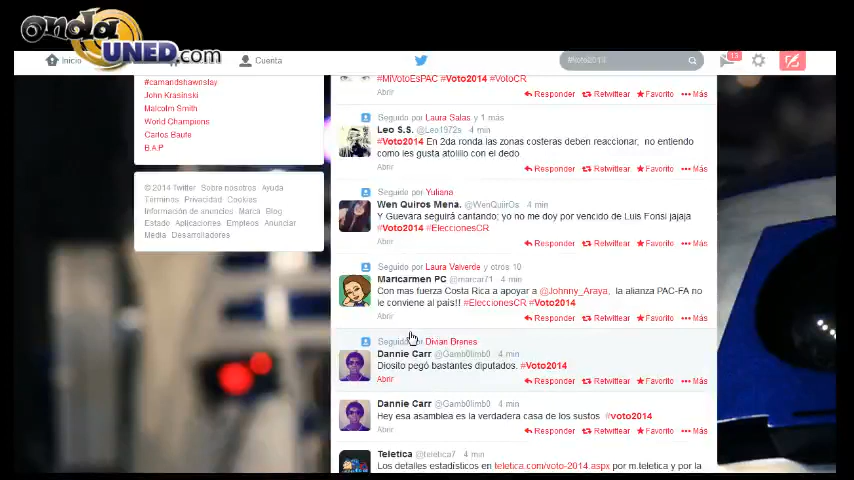 onda
UNED.com
Inicio
Cuenta
#Voto2014
13
#camandshawnslay
John Krasinski
Malcolm Smith
World Champions
Carlos Baute
B.A.P
© 2014 Twitter Sobre nosotros Ayuda
Términos Privacidad Cookies
Información de anuncios Marca Blog
Estado Aplicaciones Empleos Anunciar
Media Desarrolladores
#MiVotoEsPAC #Voto2014 #VotoCR
Abrir
Responder Retwittear Favorito Más
Seguido por Laura Salas y 1 más
Leo S.S. @Leo1972s 4 min
#Voto2014 En 2da ronda las zonas costeras deben reaccionar, no entiendo
como les gusta atolillo con el dedo
Abrir
Responder Retwittear Favorito Más
Seguido por Yuliana
Wen Quiros Mena. @WenQuiirOs 4 min
Y Guevara seguirá cantando; yo no me doy por vencido de Luis Fonsi jajaja
#Voto2014 #EleccionesCR
Abrir
Responder Retwittear Favorito Más
Seguido por Laura Valverde y otros 10
Maricarmen PC @marcar71 4 min
Con mas fuerza Costa Rica a apoyar a @Johnny_Araya, la alianza PAC-FA no
le conviene al país!! #EleccionesCR #Voto2014
Abrir
Responder Retwittear Favorito Más
Seguido por Divian Brenes
Dannie Carr @Gamb0limb0 4 min
Diosito pegó bastantes diputados. #Voto2014
Abrir
Responder Retwittear Favorito Más
Dannie Carr @Gamb0limb0 4 min
Hey esa asamblea es la verdadera casa de los sustos #voto2014
Abrir
Responder Retwittear Favorito Más
Teletica @teletica7 4 min
Los detalles estadísticos en teletica.com/voto-2014.aspx por m.teletica y por la